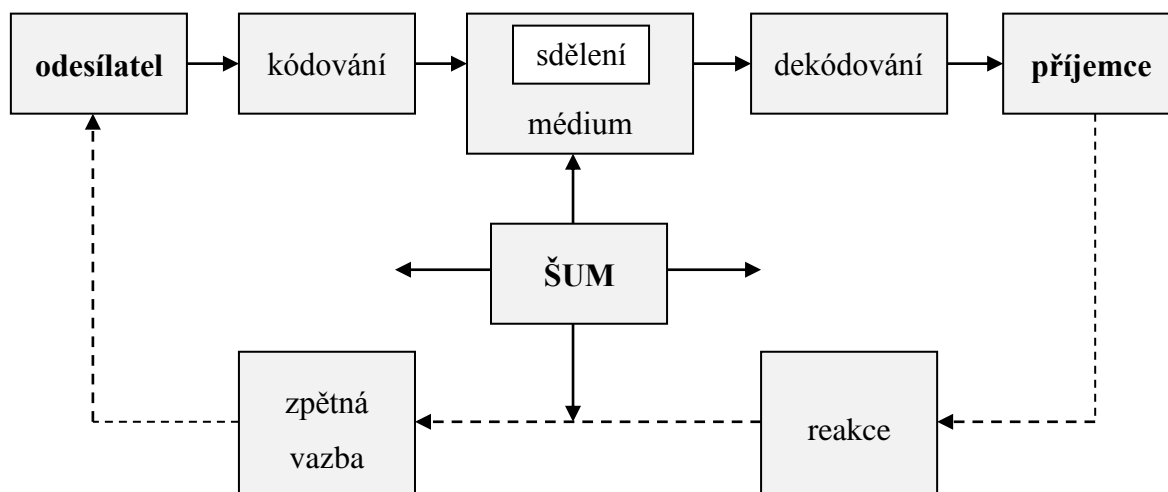 odesílatel
kódování
sdělení
médium
dekódování
příjemce
ŠUM
zpětná
vazba
reakce